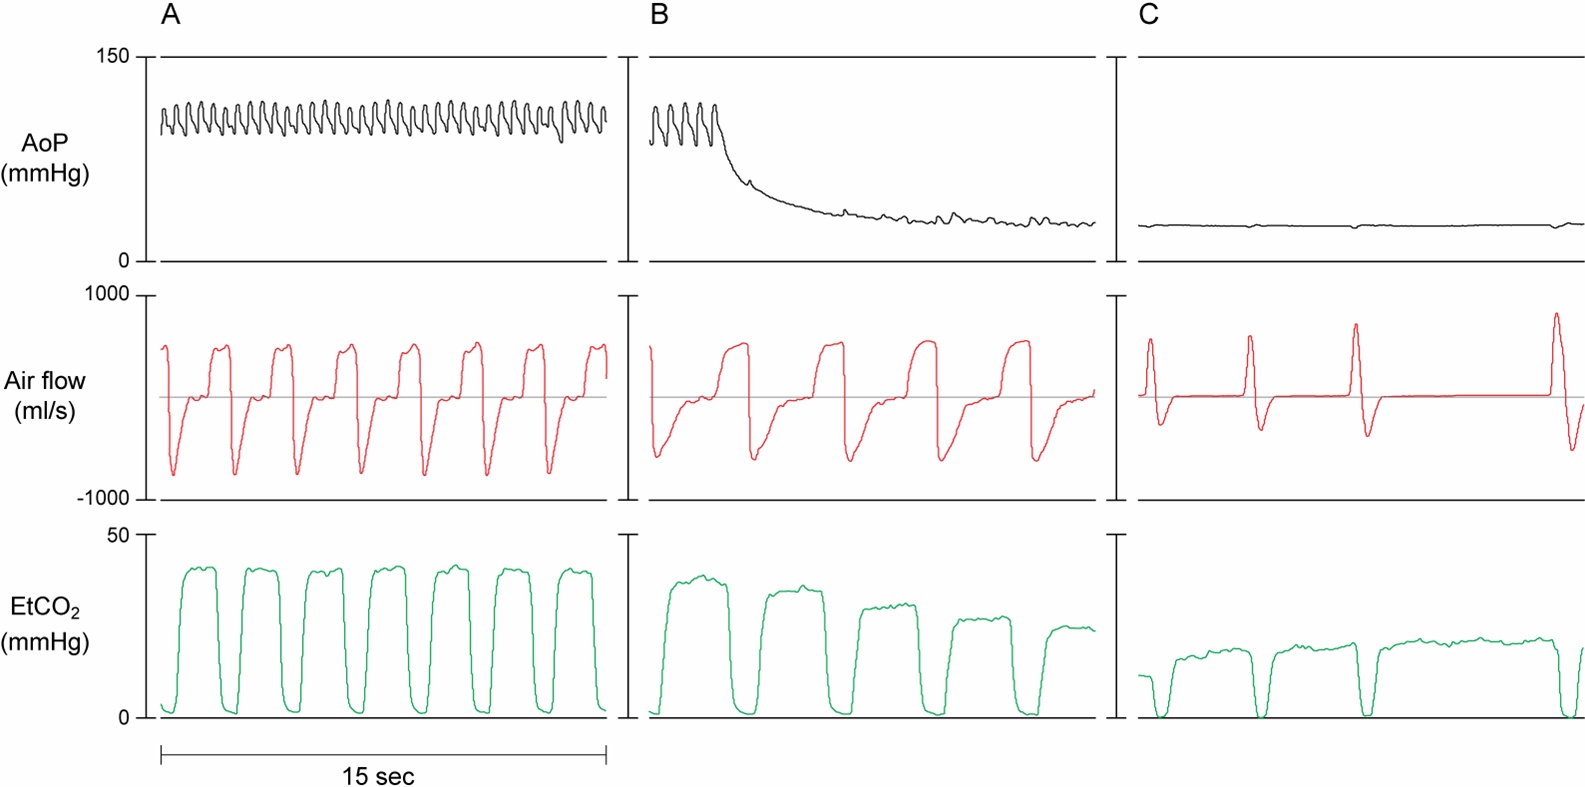 A
B
C
150
AoP
(mmHg)
0
1000
Air flow
(ml/s)
-1000
50
EtCO₂
(mmHg)
0
15 sec